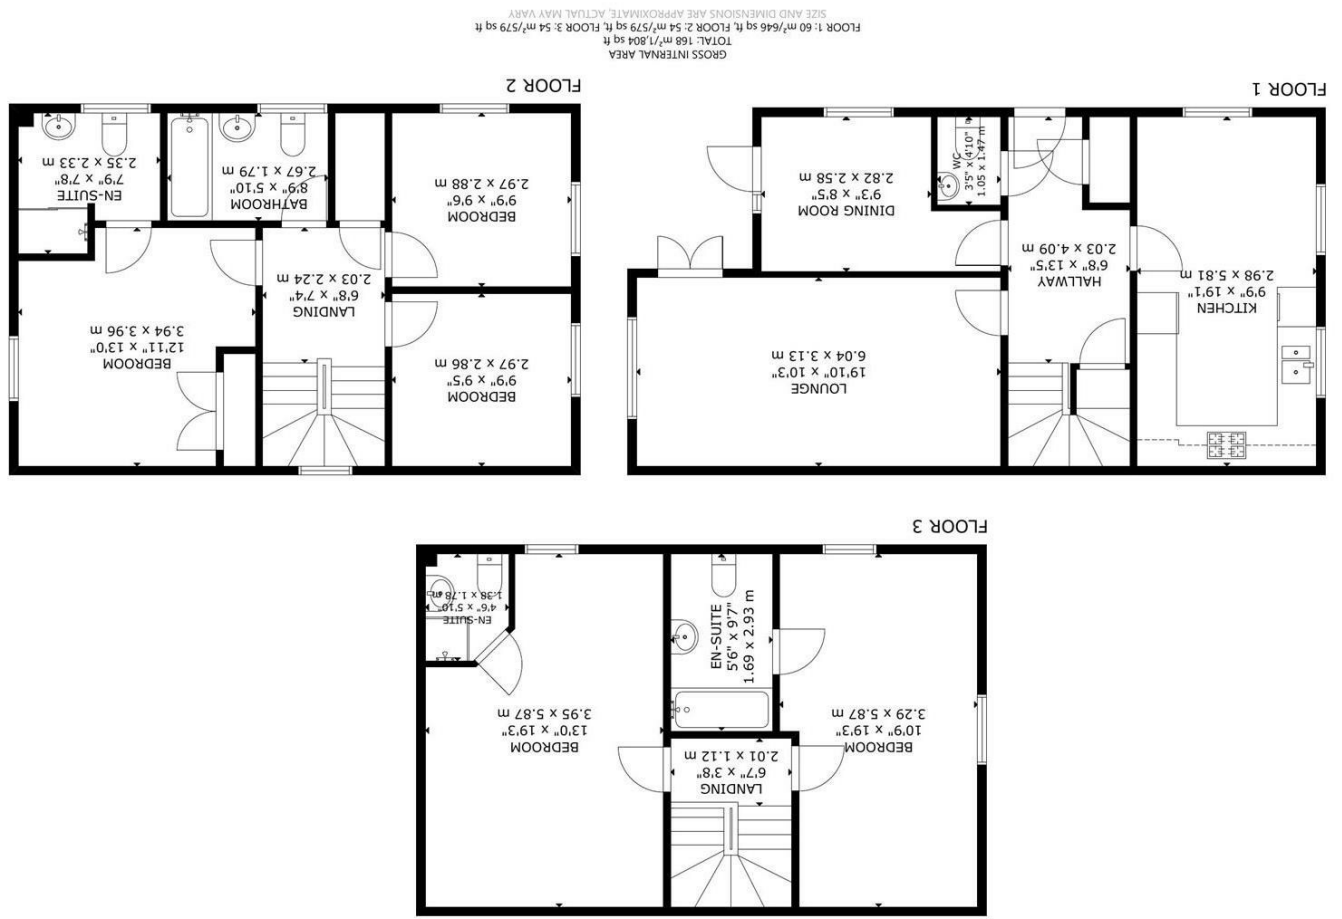 FLOOR 3
BEDROOM
10'9" x 19'3"
3.29 x 5.87 m
LANDING
6'7" x 3'8"
2.01 x 1.12 m
BEDROOM
13'0" x 19'3"
3.95 x 5.87 m
EN-SUITE
5'6" x 9'7"
1.69 x 2.93 m
EN-SUITE
4'6" x 5'10"
1.38 x 1.78 m
FLOOR 1
KITCHEN
9'9" x 19'1"
2.98 x 5.81 m
HALLWAY
6'8" x 13'5"
2.03 x 4.09 m
LOUNGE
19'10" x 10'3"
6.04 x 3.13 m
DINING ROOM
9'3" x 8'5"
2.82 x 2.58 m
WC
3'5" x 4'10"
1.05 x 1.47 m
FLOOR 2
BEDROOM
9'9" x 9'5"
2.97 x 2.86 m
BEDROOM
9'9" x 9'6"
2.97 x 2.88 m
LANDING
6'8" x 7'4"
2.03 x 2.24 m
BEDROOM
12'11" x 13'0"
3.94 x 3.96 m
BATHROOM
8'9" x 5'10"
2.67 x 1.79 m
EN-SUITE
7'9" x 7'8"
2.35 x 2.33 m
GROSS INTERNAL AREA
TOTAL: 168 m²/1,804 sq ft
FLOOR 1: 60 m²/646 sq ft, FLOOR 2: 54 m²/579 sq ft, FLOOR 3: 54 m²/579 sq ft
SIZE AND DIMENSIONS ARE APPROXIMATE, ACTUAL MAY VARY